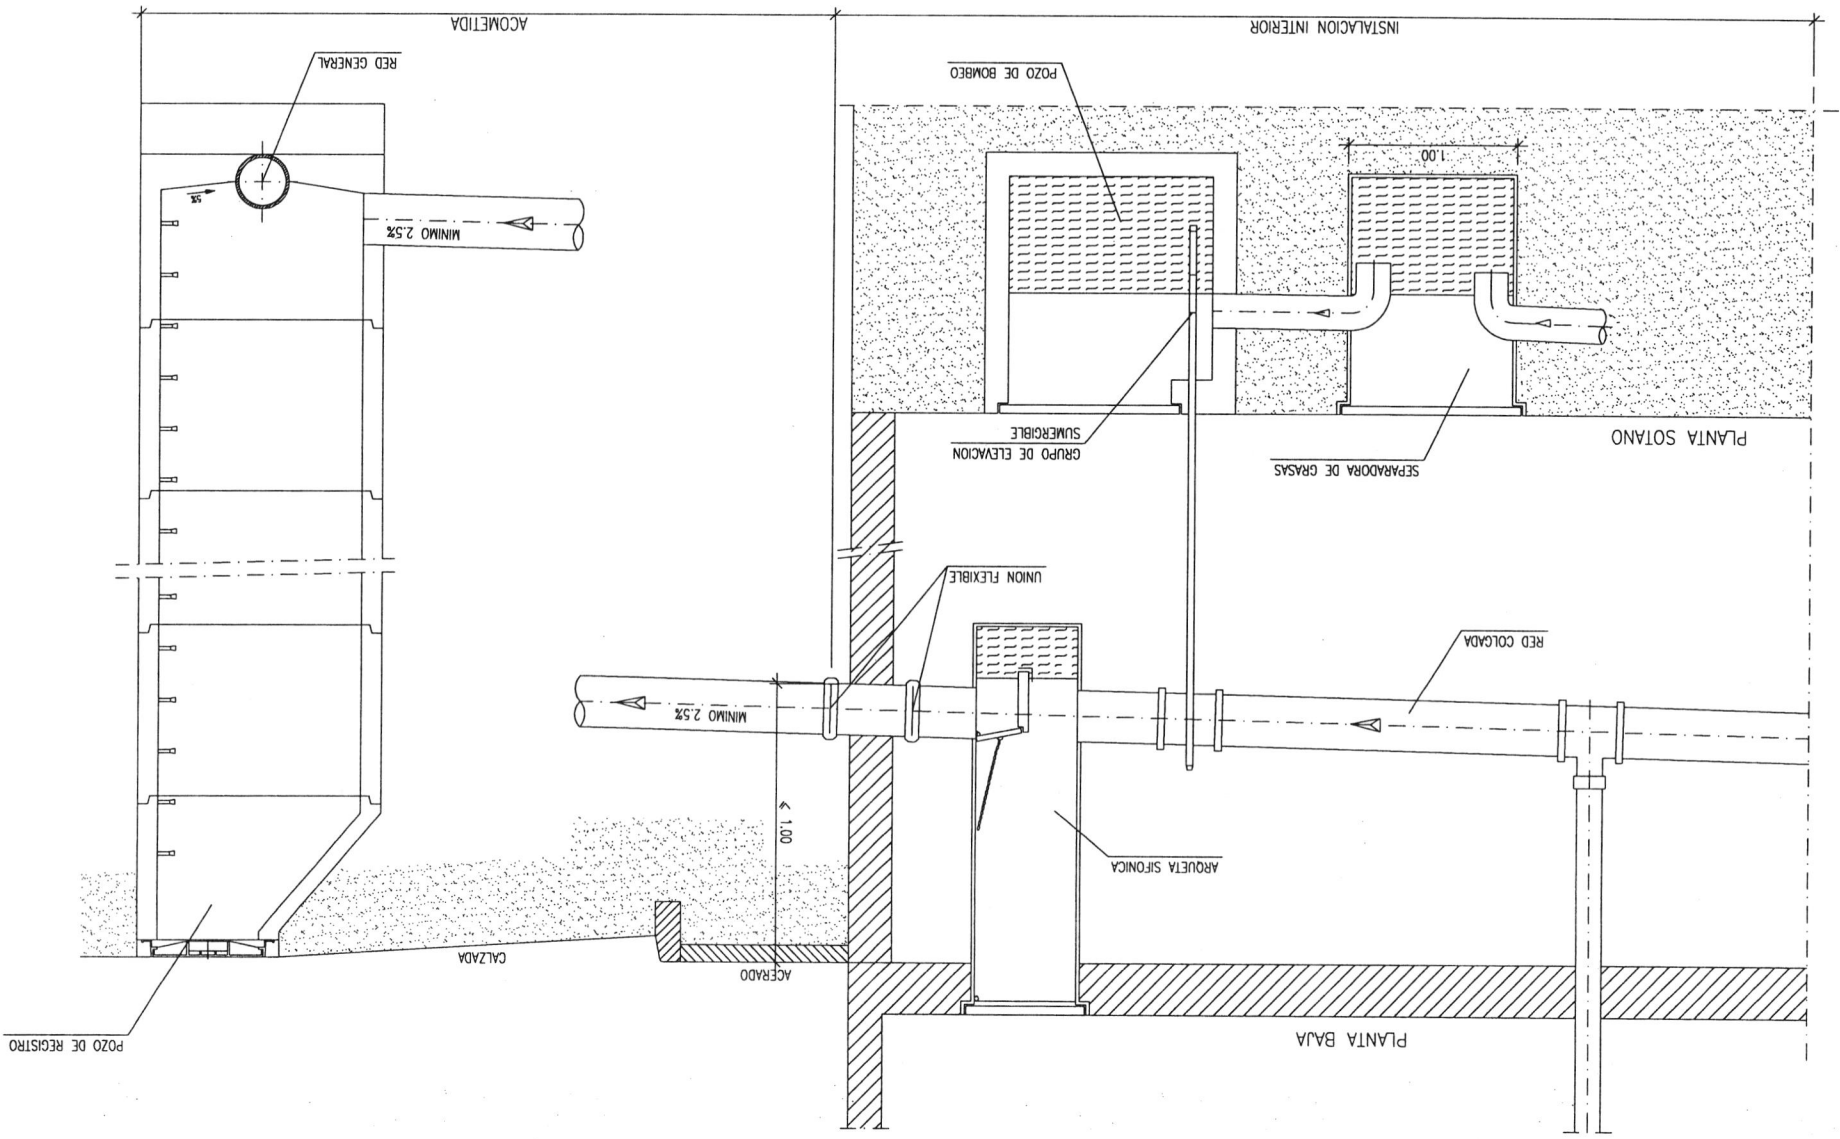 PLANTA BAJA
POZO DE REGISTRO
ACERADO
CALZADA
ARQUETA SIFONICA
1.00
MINIMO 2.5%
RED COLGADA
UNION FLEXIBLE
PLANTA SOTANO
SEPARADORA DE GRASAS
GRUPO DE ELEVACION
SUMERGIBLE
MINIMO 2.5%
5%
1.00
POZO DE BOMBEO
RED GENERAL
INSTALACION INTERIOR
ACOMETIDA